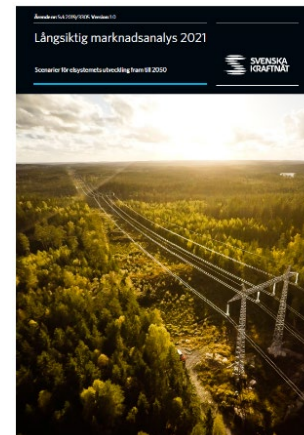 Långsiktig marknadsanalys 2021
Scenarier för elsystemets utveckling fram till 2050
SVENSKA
KRAFTNÄT